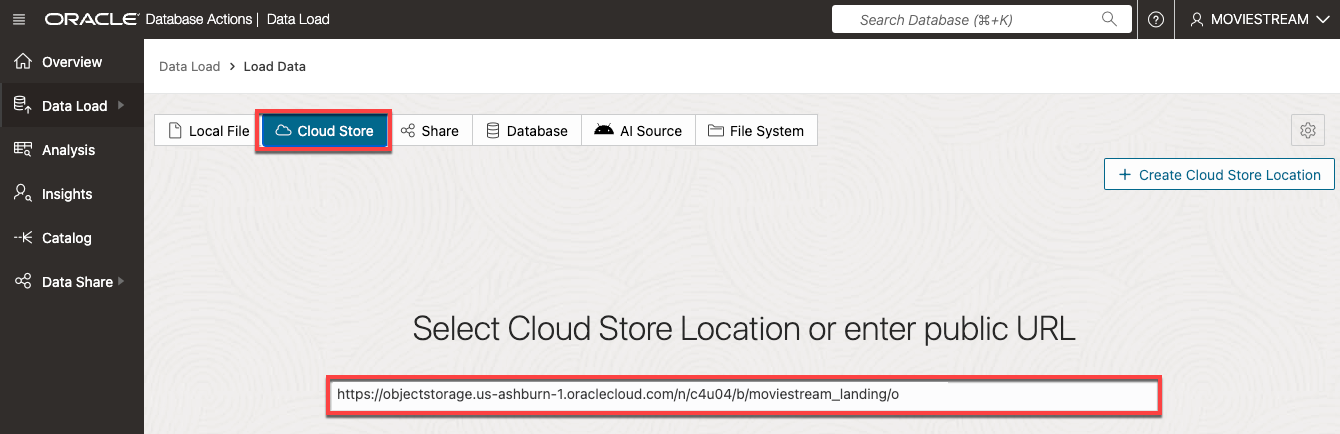 ORACLE Database Actions | Data Load
Search Database (⌘+K)
MOVIESTREAM
Overview
Data Load
Analysis
Insights
Catalog
Data Share
Data Load > Load Data
Local File
Cloud Store
Share
Database
AI Source
File System
+ Create Cloud Store Location
Select Cloud Store Location or enter public URL
https://objectstorage.us-ashburn-1.oraclecloud.com/n/c4u04/b/moviestream_landing/o